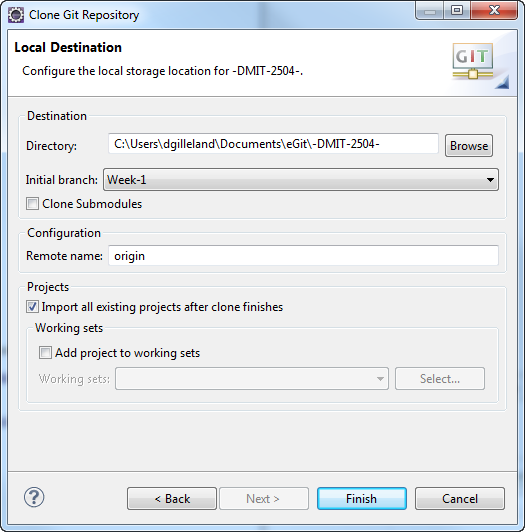 Clone Git Repository
Local Destination
Configure the local storage location for -DMIT-2504-.
GIT
Destination
Directory: C:\Users\dgilleland\Documents\eGit\-DMIT-2504- Browse
Initial branch: Week-1
Clone Submodules
Configuration
Remote name: origin
Projects
Import all existing projects after clone finishes
Working sets
Add project to working sets
Working sets: Select...
? < Back Next > Finish Cancel